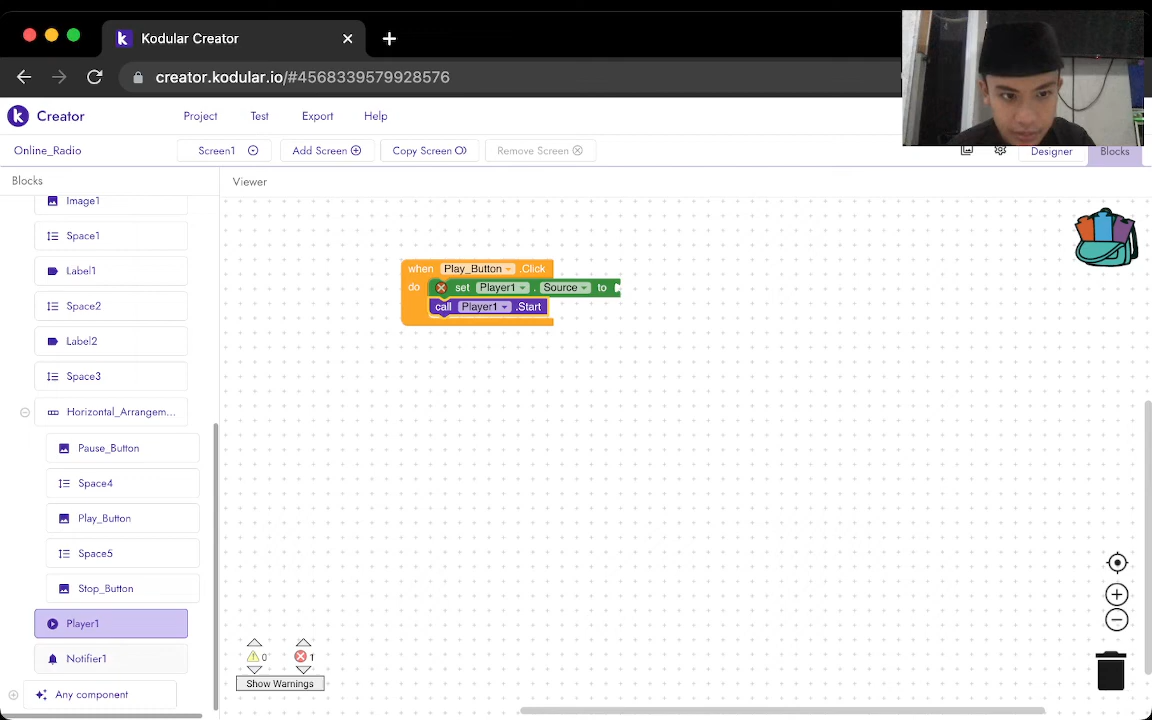 Kodular Creator
creator.kodular.io/#4568339579928576
Creator
Project
Test
Export
Help
Online_Radio
Screen1
Add Screen
Copy Screen
Remove Screen
Designer
Blocks
Blocks
Viewer
Image1
Space1
Label1
Space2
Label2
Space3
Horizontal_Arrangem...
Pause_Button
Space4
Play_Button
Space5
Stop_Button
Player1
Notifier1
Any component
when Play_Button .Click
do set Player1 . Source to
call Player1 .Start
0
1
Show Warnings